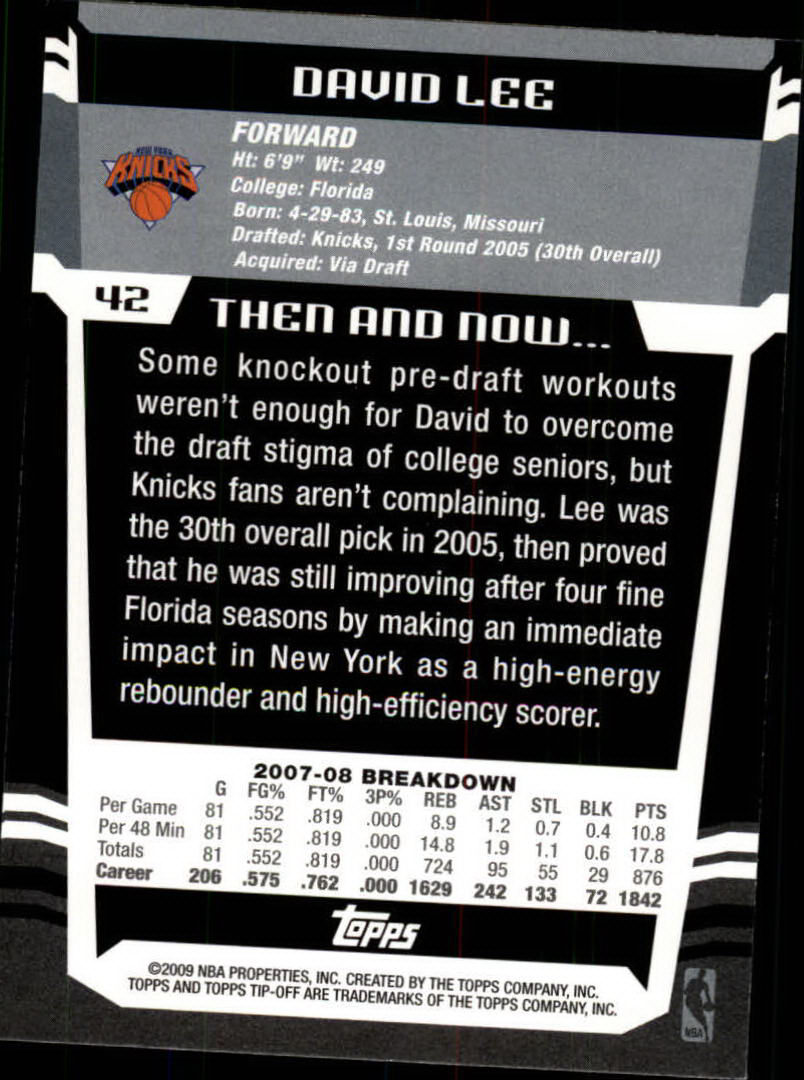 DAVID LEE
NEW YORK
KNICKS
FORWARD
Ht: 6'9" Wt: 249
College: Florida
Born: 4-29-83, St. Louis, Missouri
Drafted: Knicks, 1st Round 2005 (30th Overall)
Acquired: Via Draft
42
THEN AND NOW...
Some knockout pre-draft workouts
weren't enough for David to overcome
the draft stigma of college seniors, but
Knicks fans aren't complaining. Lee was
the 30th overall pick in 2005, then proved
that he was still improving after four fine
Florida seasons by making an immediate
impact in New York as a high-energy
rebounder and high-efficiency scorer.
2007-08 BREAKDOWN
G FG% FT% 3P% REB AST STL BLK PTS
Per Game 81 .552 .819 .000 8.9 1.2 0.7 0.4 10.8
Per 48 Min 81 .552 .819 .000 14.8 1.9 1.1 0.6 17.8
Totals 81 .552 .819 .000 724 95 55 29 876
Career 206 .575 .762 .000 1629 242 133 72 1842
Topps
©2009 NBA PROPERTIES, INC. CREATED BY THE TOPPS COMPANY, INC.
TOPPS AND TOPPS TIP-OFF ARE TRADEMARKS OF THE TOPPS COMPANY, INC.
NBA